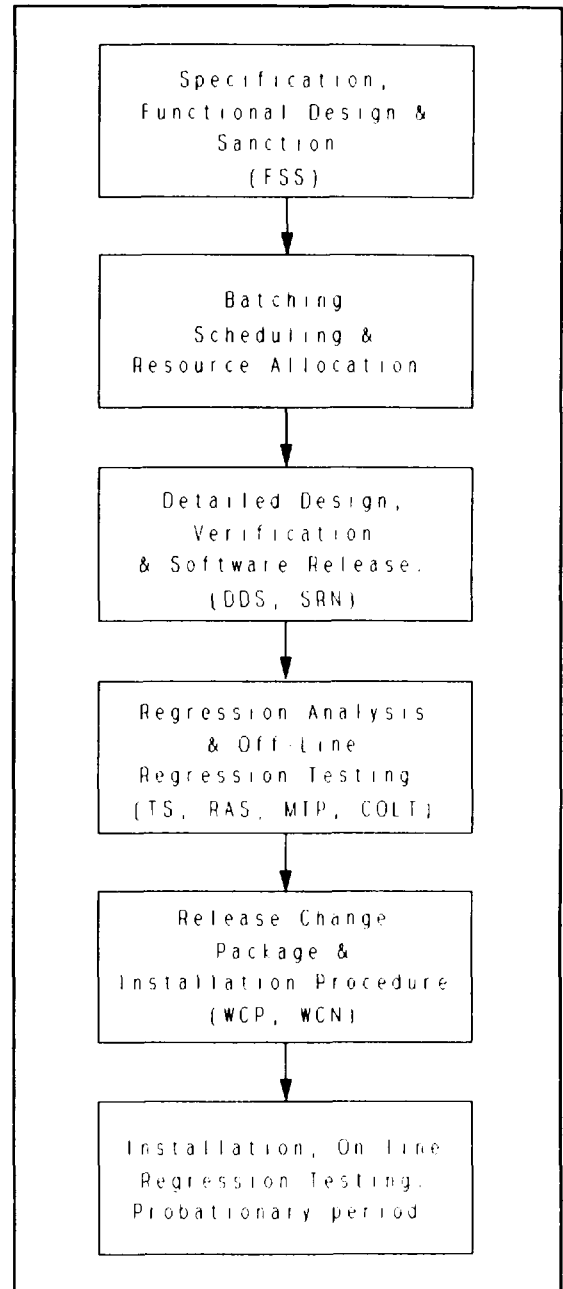 Specification,
Functional Design &
Sanction
(FSS)
Batching
Scheduling &
Resource Allocation
Detailed Design,
Verification
& Software Release.
(DDS, SRN)
Regression Analysis
& Off-Line
Regression Testing
(TS, RAS, MTP, COLT)
Release Change
Package &
Installation Procedure
(WCP, WCN)
Installation, On line
Regression Testing.
Probationary period